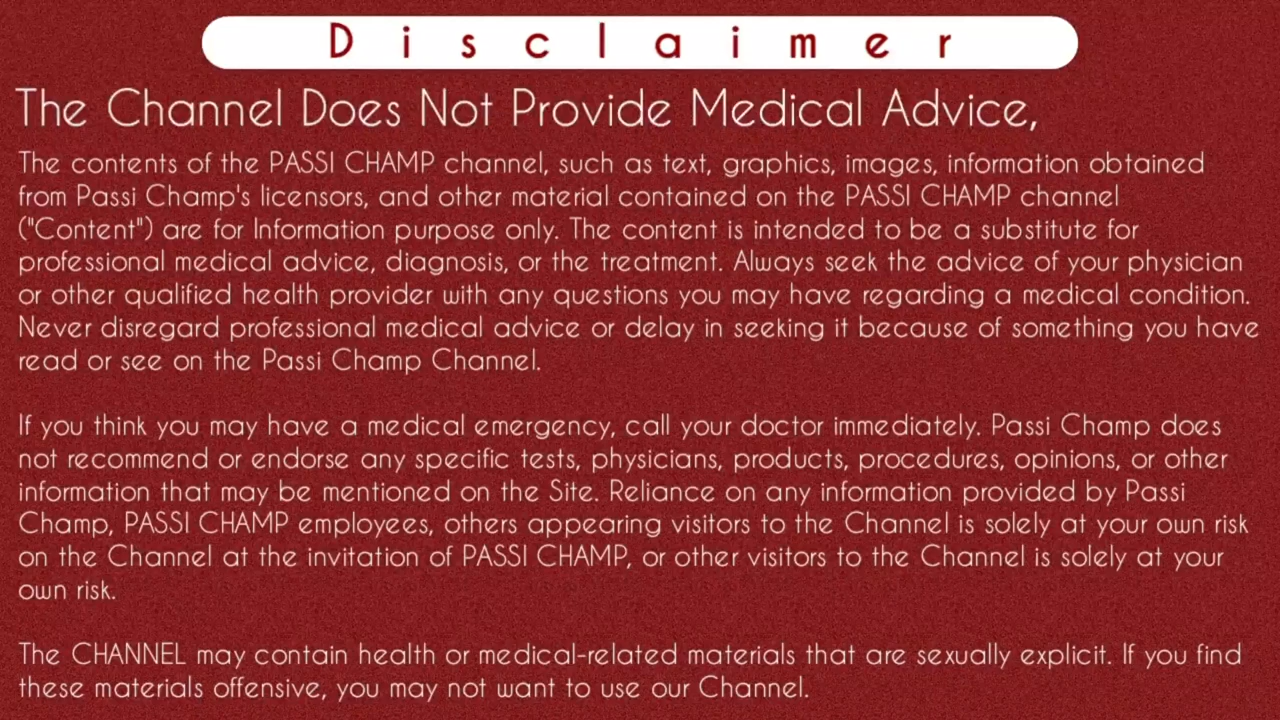 Disclaimer
The Channel Does Not Provide Medical Advice,
The contents of the PASSI CHAMP channel, such as text, graphics, images, information obtained
from Passi Champ's licensors, and other material contained on the PASSI CHAMP channel
("Content") are for Information purpose only. The content is intended to be a substitute for
professional medical advice, diagnosis, or the treatment. Always seek the advice of your physician
or other qualified health provider with any questions you may have regarding a medical condition.
Never disregard professional medical advice or delay in seeking it because of something you have
read or see on the Passi Champ Channel.
If you think you may have a medical emergency, call your doctor immediately. Passi Champ does
not recommend or endorse any specific tests, physicians, products, procedures, opinions, or other
information that may be mentioned on the Site. Reliance on any information provided by Passi
Champ, PASSI CHAMP employees, others appearing visitors to the Channel is solely at your own risk
on the Channel at the invitation of PASSI CHAMP, or other visitors to the Channel is solely at your
own risk.
The CHANNEL may contain health or medical-related materials that are sexually explicit. If you find
these materials offensive, you may not want to use our Channel.